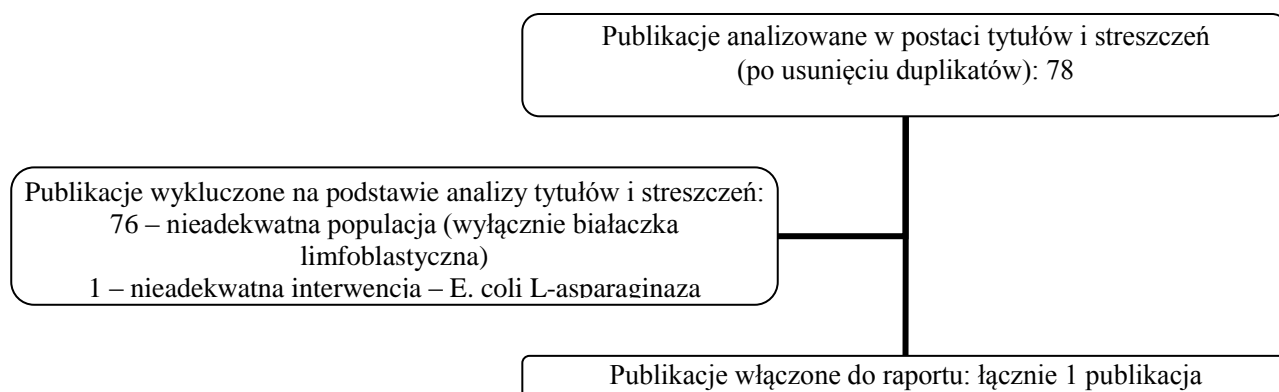 Publikacje analizowane w postaci tytułów i streszczeń
(po usunięciu duplikatów): 78
Publikacje wykluczone na podstawie analizy tytułów i streszczeń:
76 – nieadekwatna populacja (wyłącznie białaczka
limfoblastyczna)
1 – nieadekwatna interwencja – E. coli L-asparaginaza
Publikacje włączone do raportu: łącznie 1 publikacja